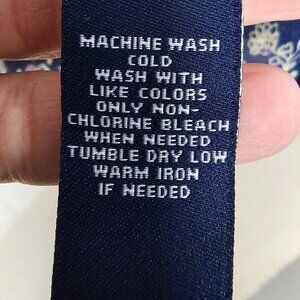 MACHINE WASH
COLD
WASH WITH
LIKE COLORS
ONLY NON-
CHLORINE BLEACH
WHEN NEEDED
TUMBLE DRY LOW
WARM IRON
IF NEEDED